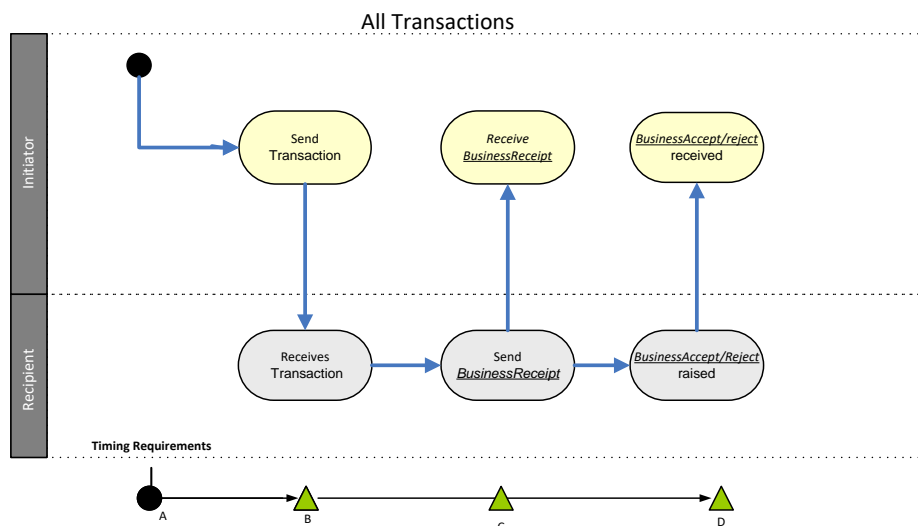 All Transactions
Initiator
Send
Transaction
Receive
BusinessReceipt
BusinessAccept/reject
received
Recipient
Receives
Transaction
Send
BusinessReceipt
BusinessAccept/Reject
raised
Timing Requirements
A
B
C
D